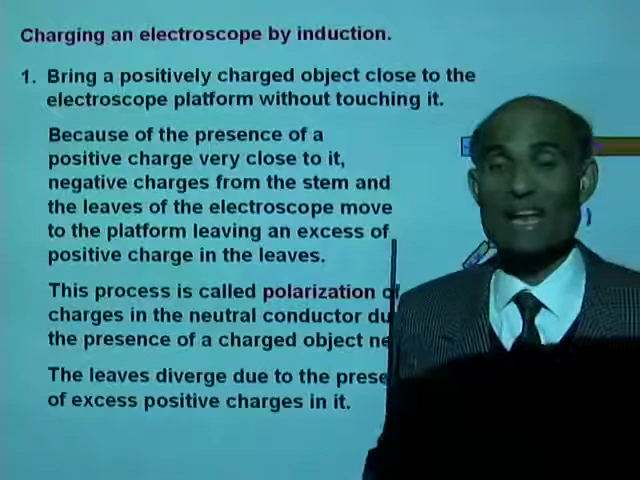 Charging an electroscope by induction.
1. Bring a positively charged object close to the
electroscope platform without touching it.
Because of the presence of a
positive charge very close to it,
negative charges from the stem and
the leaves of the electroscope move
to the platform leaving an excess of
positive charge in the leaves.
This process is called polarization of
charges in the neutral conductor du
the presence of a charged object ne
The leaves diverge due to the prese
of excess positive charges in it.